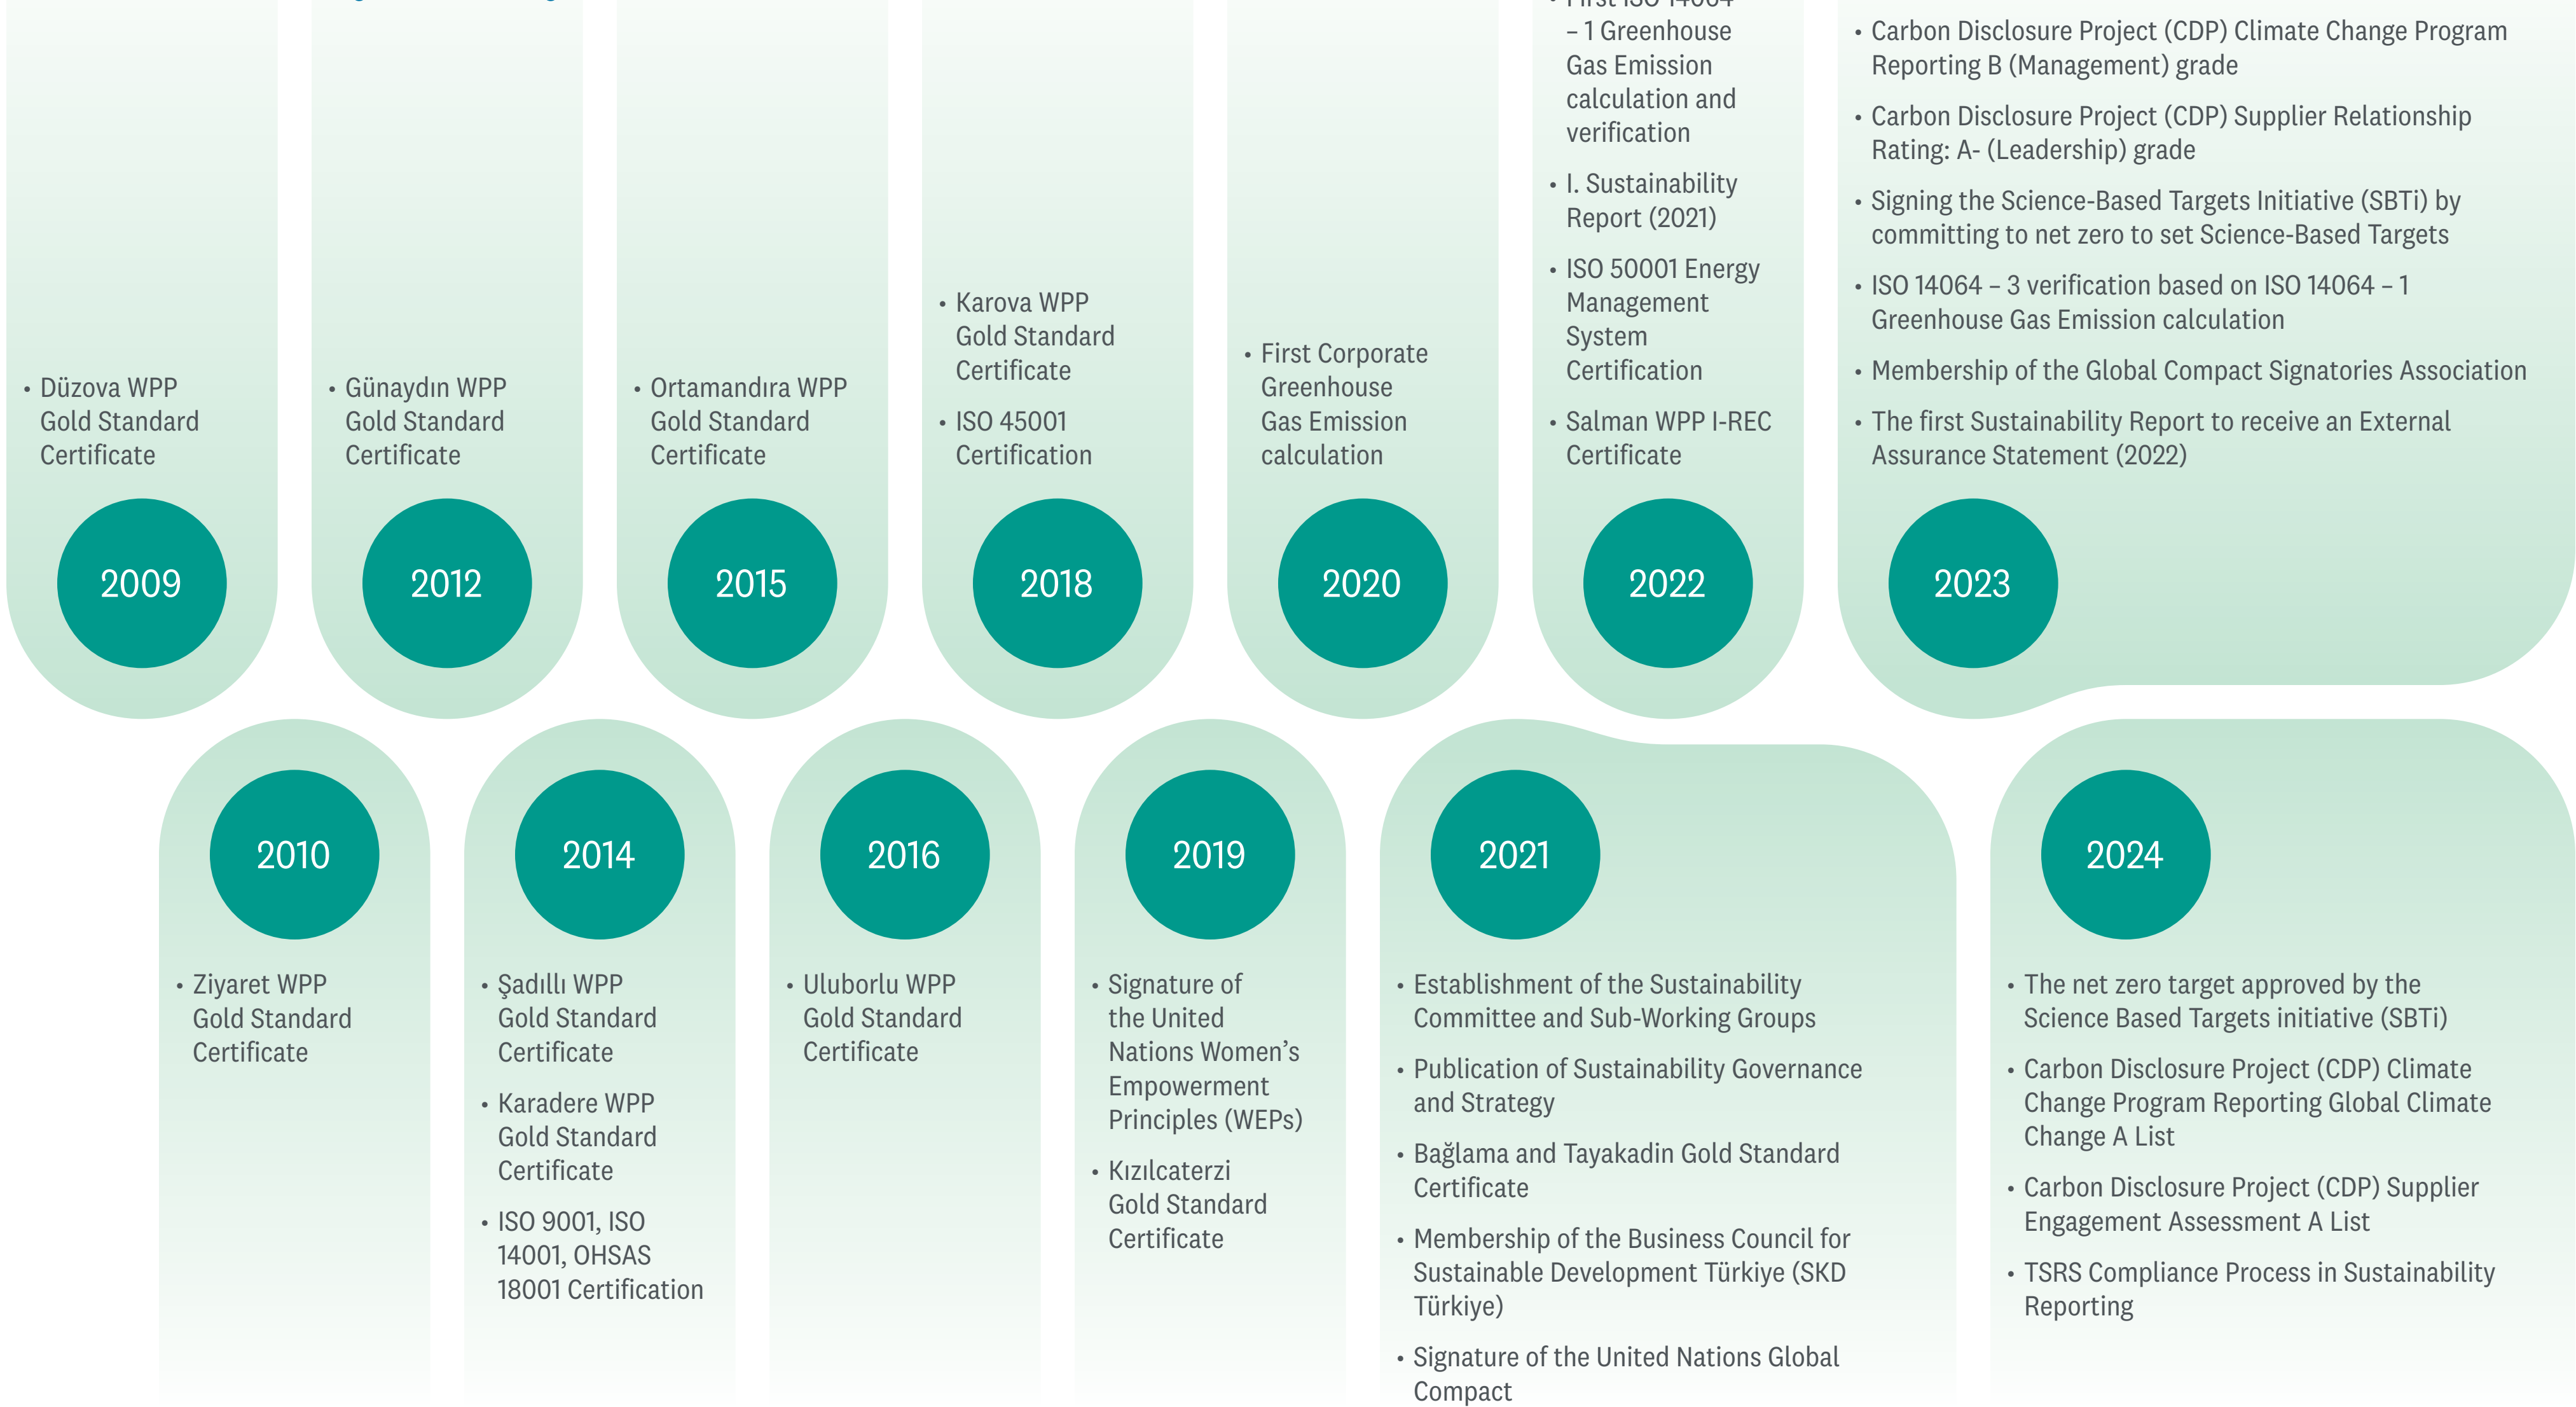 • Düzova WPP
Gold Standard
Certificate
2009
• Ziyaret WPP
Gold Standard
Certificate
2010
• Günaydın WPP
Gold Standard
Certificate
2012
2014
• Şadıllı WPP
Gold Standard
Certificate
• Karadere WPP
Gold Standard
Certificate
• ISO 9001, ISO
14001, OHSAS
18001 Certification
• Ortamandıra WPP
Gold Standard
Certificate
2015
2016
• Uluborlu WPP
Gold Standard
Certificate
• Karova WPP
Gold Standard
Certificate
• ISO 45001
Certification
2018
2019
• Signature of
the United
Nations Women’s
Empowerment
Principles (WEPs)
• Kızılcaterzi
Gold Standard
Certificate
• First Corporate
Greenhouse
Gas Emission
calculation
2020
2021
• Establishment of the Sustainability
Committee and Sub-Working Groups
• Publication of Sustainability Governance
and Strategy
• Bağlama and Tayakadin Gold Standard
Certificate
• Membership of the Business Council for
Sustainable Development Türkiye (SKD
Türkiye)
• Signature of the United Nations Global
Compact
• First ISO 14064
– 1 Greenhouse
Gas Emission
calculation and
verification
• I. Sustainability
Report (2021)
• ISO 50001 Energy
Management
System
Certification
• Salman WPP I-REC
Certificate
2022
• Carbon Disclosure Project (CDP) Climate Change Program
Reporting B (Management) grade
• Carbon Disclosure Project (CDP) Supplier Relationship
Rating: A- (Leadership) grade
• Signing the Science-Based Targets Initiative (SBTi) by
committing to net zero to set Science-Based Targets
• ISO 14064 – 3 verification based on ISO 14064 – 1
Greenhouse Gas Emission calculation
• Membership of the Global Compact Signatories Association
• The first Sustainability Report to receive an External
Assurance Statement (2022)
2023
2024
• The net zero target approved by the
Science Based Targets initiative (SBTi)
• Carbon Disclosure Project (CDP) Climate
Change Program Reporting Global Climate
Change A List
• Carbon Disclosure Project (CDP) Supplier
Engagement Assessment A List
• TSRS Compliance Process in Sustainability
Reporting